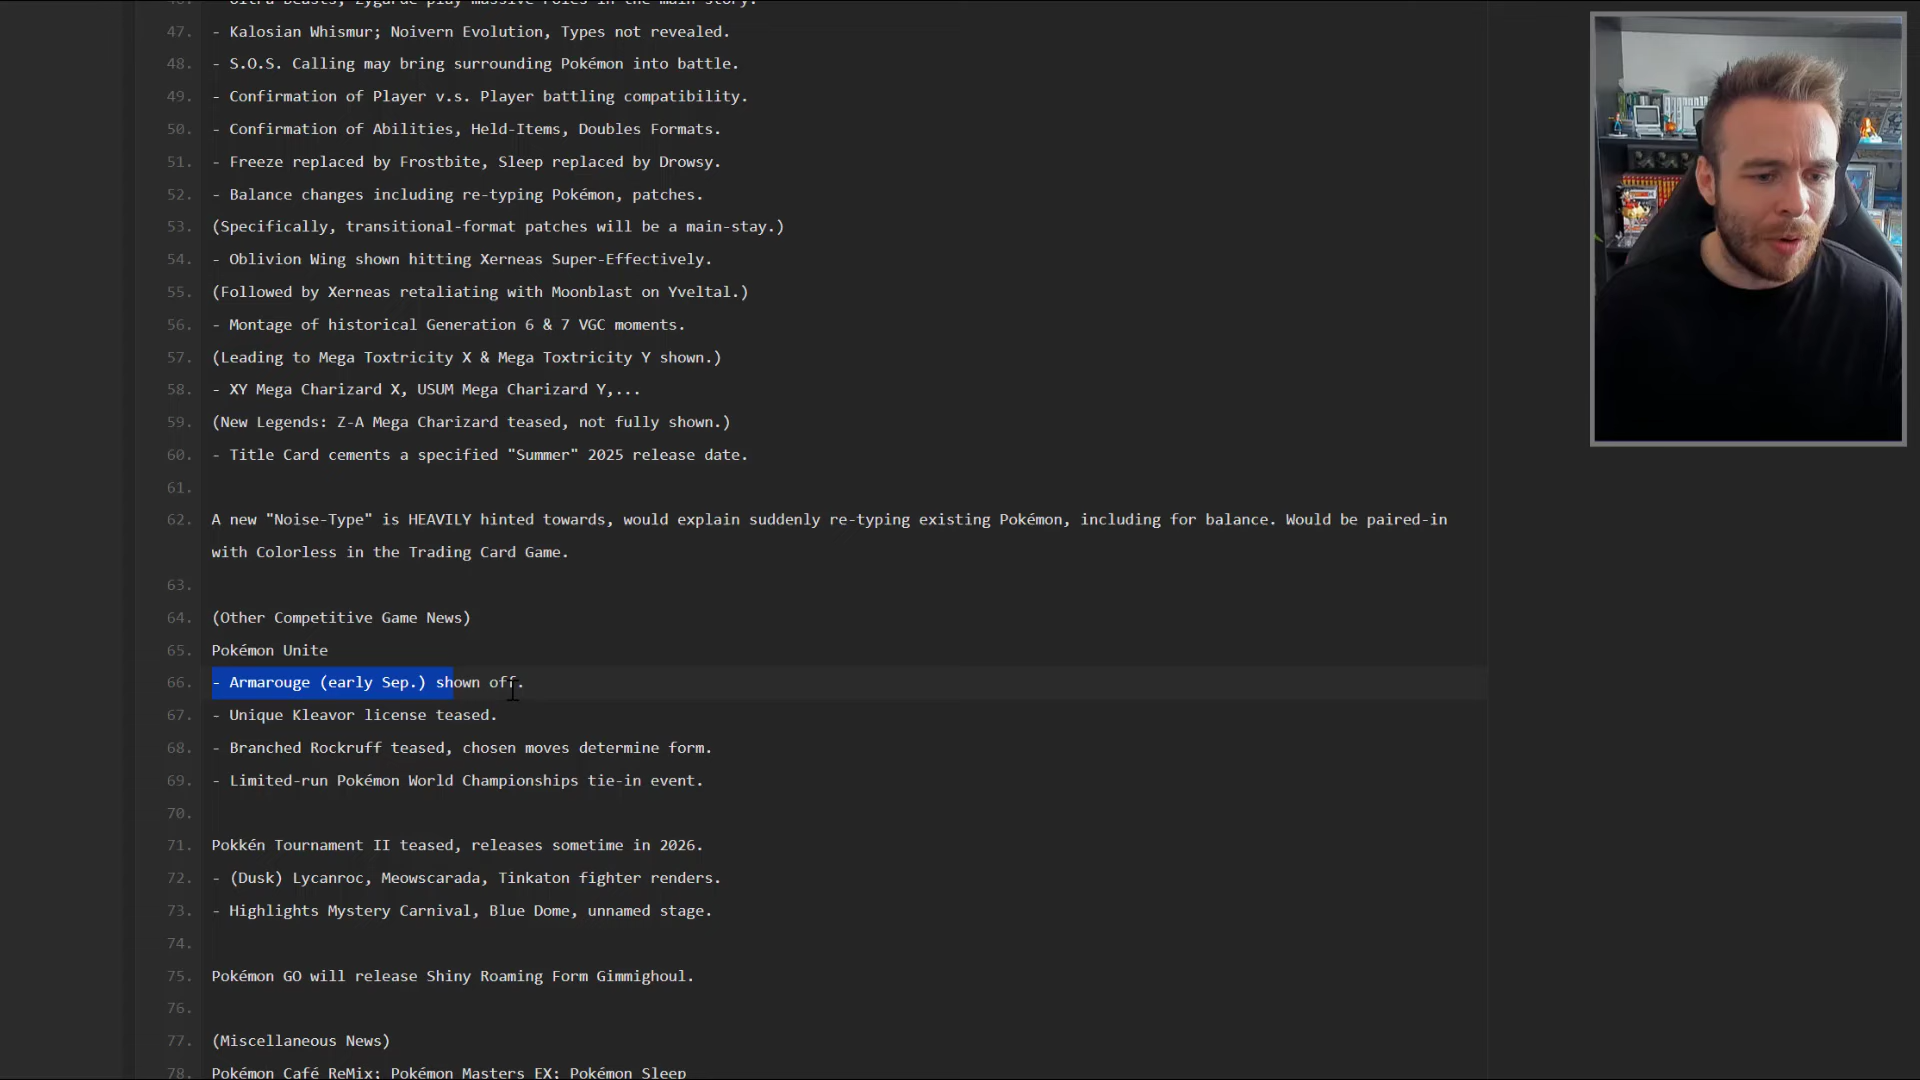 46. - Ultra Beasts, Zygarde play massive roles in the main story.
47. - Kalosian Whismur; Noivern Evolution, Types not revealed.
48. - S.O.S. Calling may bring surrounding Pokémon into battle.
49. - Confirmation of Player v.s. Player battling compatibility.
50. - Confirmation of Abilities, Held-Items, Doubles Formats.
51. - Freeze replaced by Frostbite, Sleep replaced by Drowsy.
52. - Balance changes including re-typing Pokémon, patches.
53. (Specifically, transitional-format patches will be a main-stay.)
54. - Oblivion Wing shown hitting Xerneas Super-Effectively.
55. (Followed by Xerneas retaliating with Moonblast on Yveltal.)
56. - Montage of historical Generation 6 & 7 VGC moments.
57. (Leading to Mega Toxtricity X & Mega Toxtricity Y shown.)
58. - XY Mega Charizard X, USUM Mega Charizard Y,...
59. (New Legends: Z-A Mega Charizard teased, not fully shown.)
60. - Title Card cements a specified "Summer" 2025 release date.
61.
62. A new "Noise-Type" is HEAVILY hinted towards, would explain suddenly re-typing existing Pokémon, including for balance. Would be paired-in
with Colorless in the Trading Card Game.
63.
64. (Other Competitive Game News)
65. Pokémon Unite
66. - Armarouge (early Sep.) shown off.
67. - Unique Kleavor license teased.
68. - Branched Rockruff teased, chosen moves determine form.
69. - Limited-run Pokémon World Championships tie-in event.
70.
71. Pokkén Tournament II teased, releases sometime in 2026.
72. - (Dusk) Lycanroc, Meowscarada, Tinkaton fighter renders.
73. - Highlights Mystery Carnival, Blue Dome, unnamed stage.
74.
75. Pokémon GO will release Shiny Roaming Form Gimmighoul.
76.
77. (Miscellaneous News)
78. Pokémon Café ReMix; Pokémon Masters EX; Pokémon Sleep